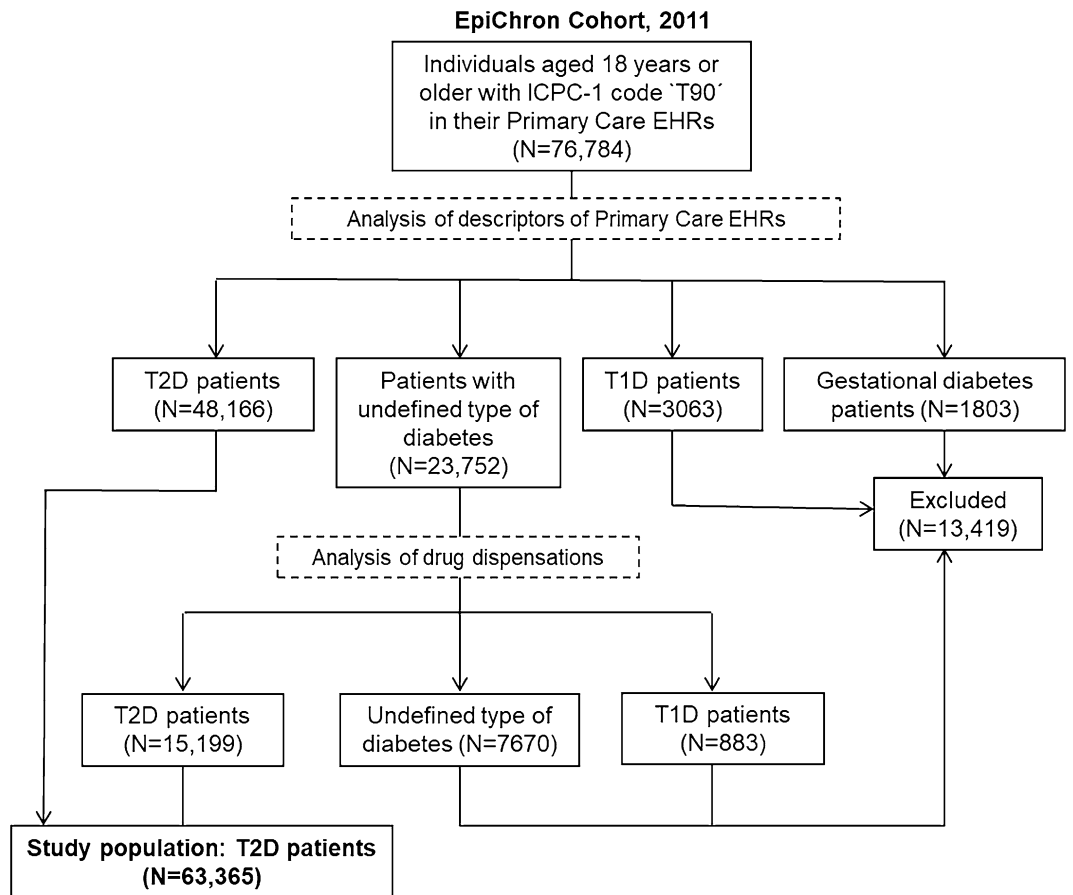 EpiChron Cohort, 2011
Individuals aged 18 years or
older with ICPC-1 code `T90´
in their Primary Care EHRs
(N=76,784)
Analysis of descriptors of Primary Care EHRs
T2D patients
(N=48,166)
Patients with
undefined type of
diabetes
(N=23,752)
T1D patients
(N=3063)
Gestational diabetes
patients (N=1803)
Excluded
(N=13,419)
Analysis of drug dispensations
T2D patients
(N=15,199)
Undefined type of
diabetes (N=7670)
T1D patients
(N=883)
Study population: T2D patients
(N=63,365)